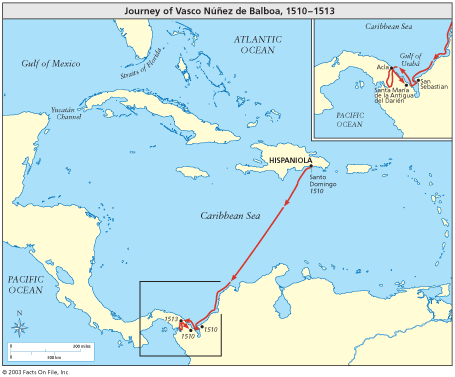 Journey of Vasco Núñez de Balboa, 1510–1513
Caribbean Sea
ATLANTIC
OCEAN
Gulf of Mexico
Straits of Florida
Gulf of
Urabá
Acla
San
Sebastian
Santa María
de la Antigua
del Darién
PACIFIC
OCEAN
Yucatán
Channel
HISPANIOLA
Santo
Domingo
1510
Caribbean Sea
PACIFIC
OCEAN
N
1513
1510
1510
0 300 miles
0 300 km
© 2003 Facts On File, Inc.